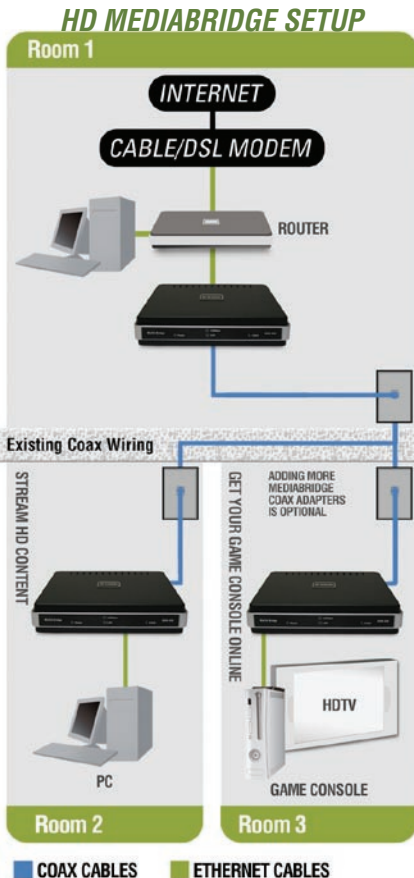 HD MEDIABRIDGE SETUP
Room 1
INTERNET
CABLE/DSL MODEM
ROUTER
Existing Coax Wiring
STREAM HD CONTENT
PC
Room 2
GET YOUR GAME CONSOLE ONLINE
ADDING MORE
MEDIABRIDGE
COAX ADAPTERS
IS OPTIONAL
HDTV
GAME CONSOLE
Room 3
COAX CABLES
ETHERNET CABLES